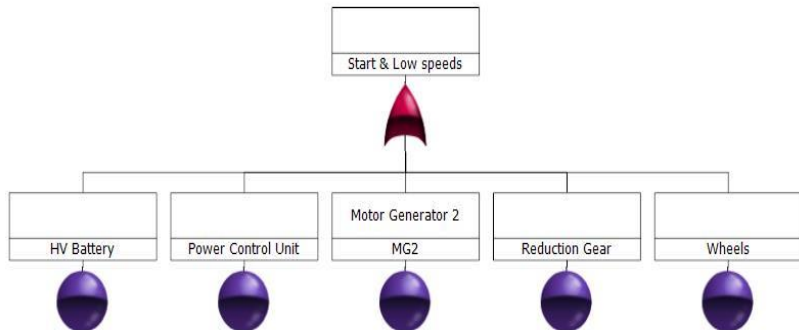 Start & Low speeds
Motor Generator 2
HV Battery
Power Control Unit
MG2
Reduction Gear
Wheels